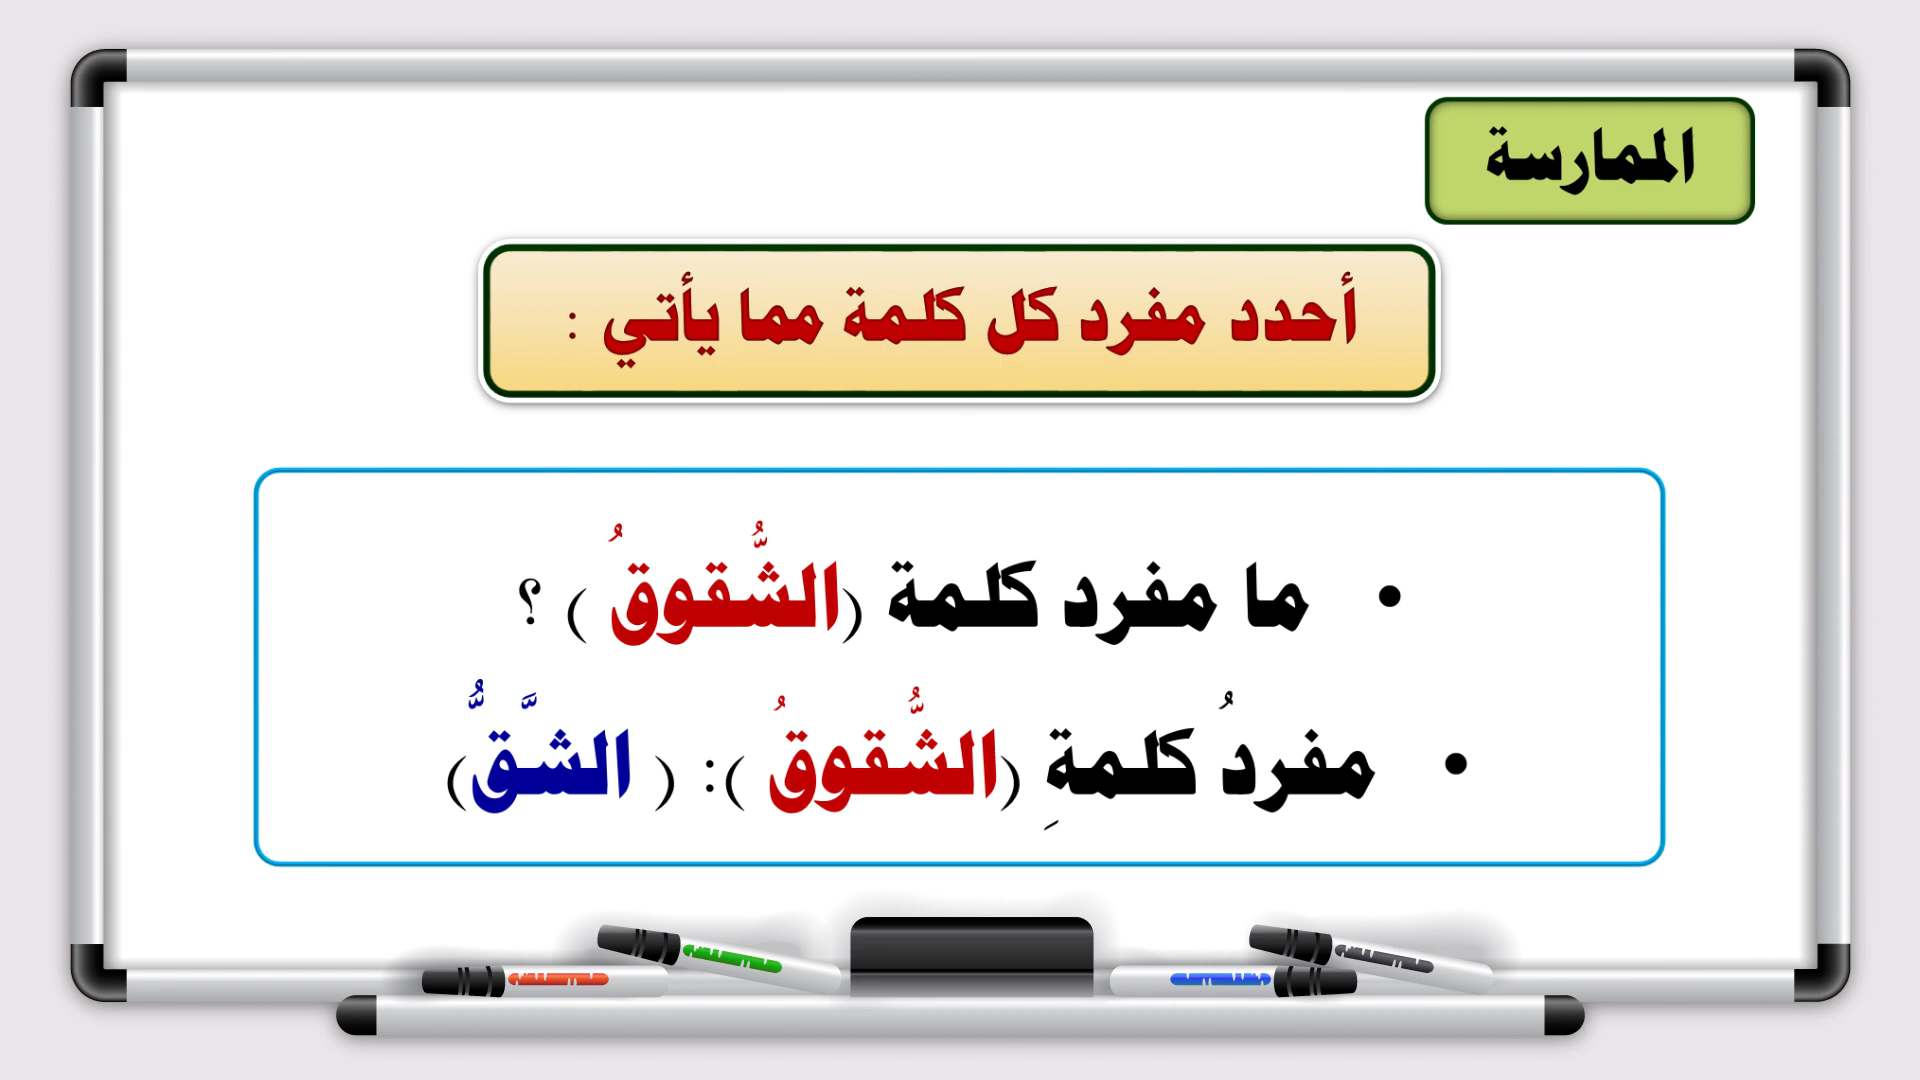 الممارسة
أحدد مفرد كل كلمة مما يأتي :
• ما مفرد كلمة (الشُّقوقُ ) ؟
• مفردُ كلمةِ (الشُّقوقُ ): ( الشَّقُّ)